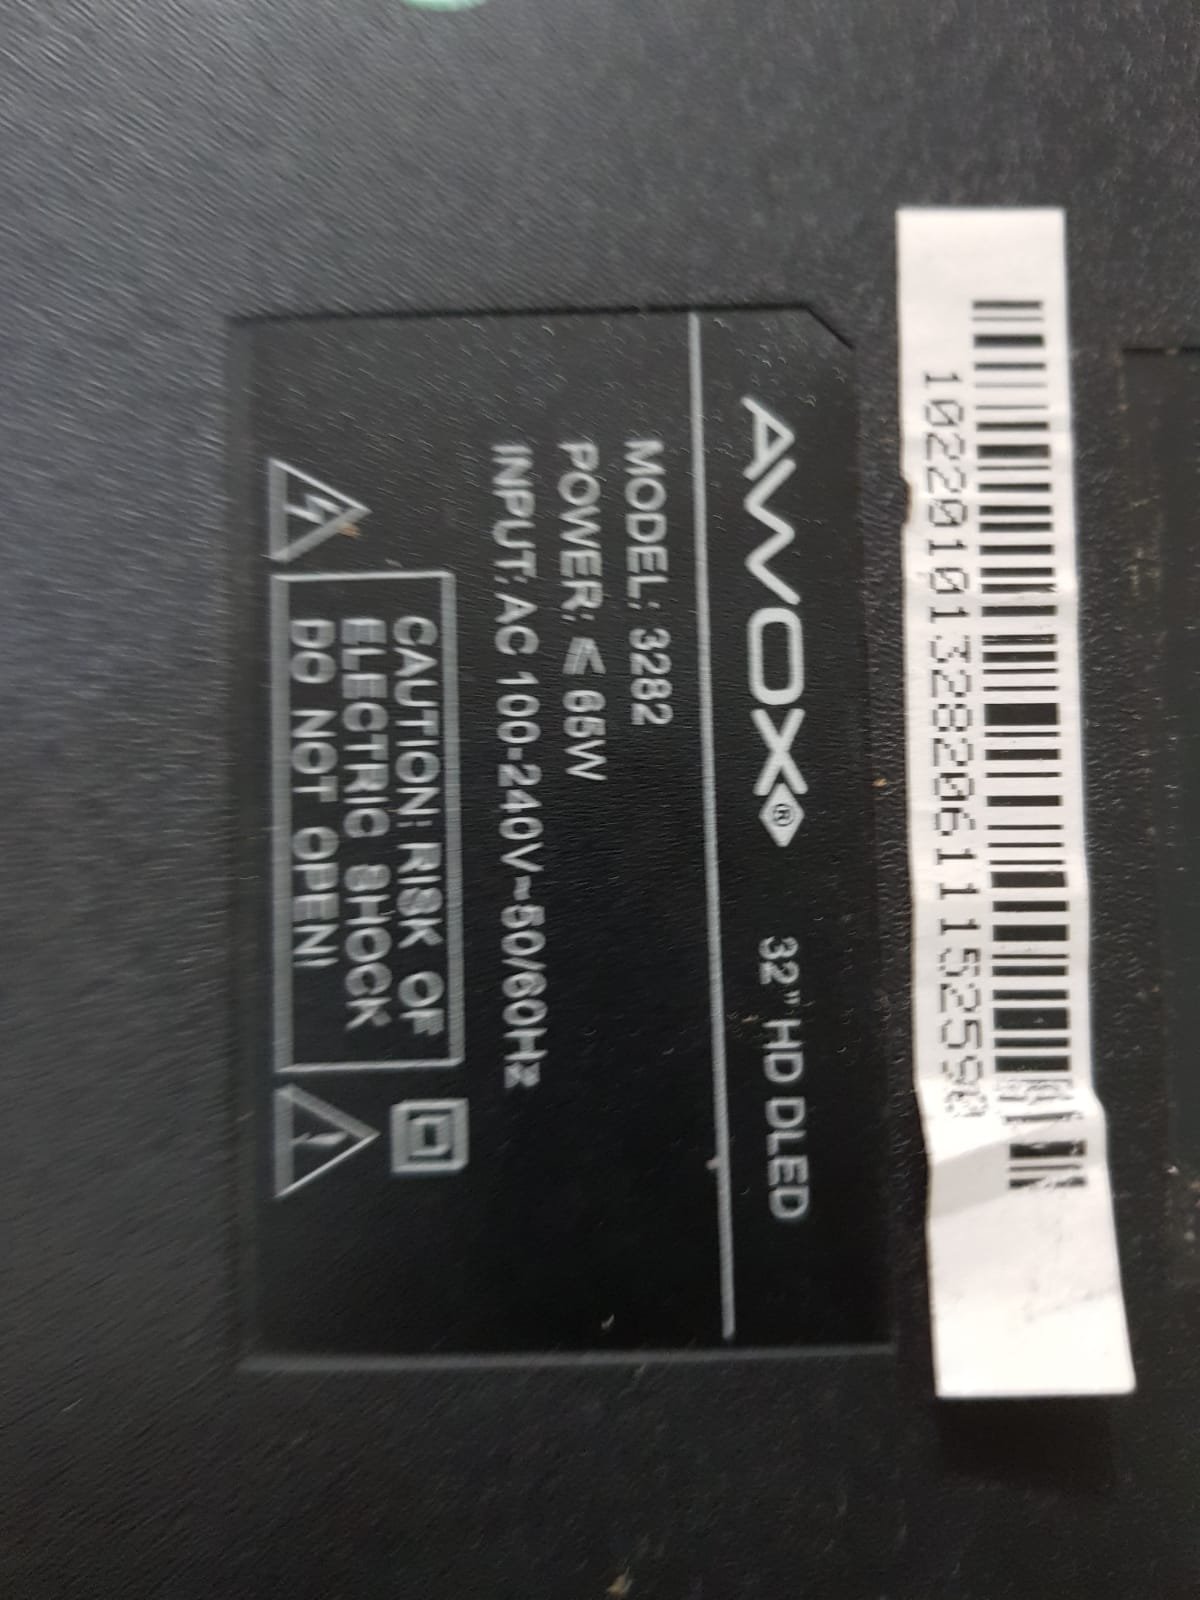 102201013282061115259
AWOX® 32" HD DLED
MODEL: 3282
POWER: ≤ 65W
INPUT: AC 100-240V~50/60Hz
CAUTION: RISK OF
ELECTRIC SHOCK
DO NOT OPEN!